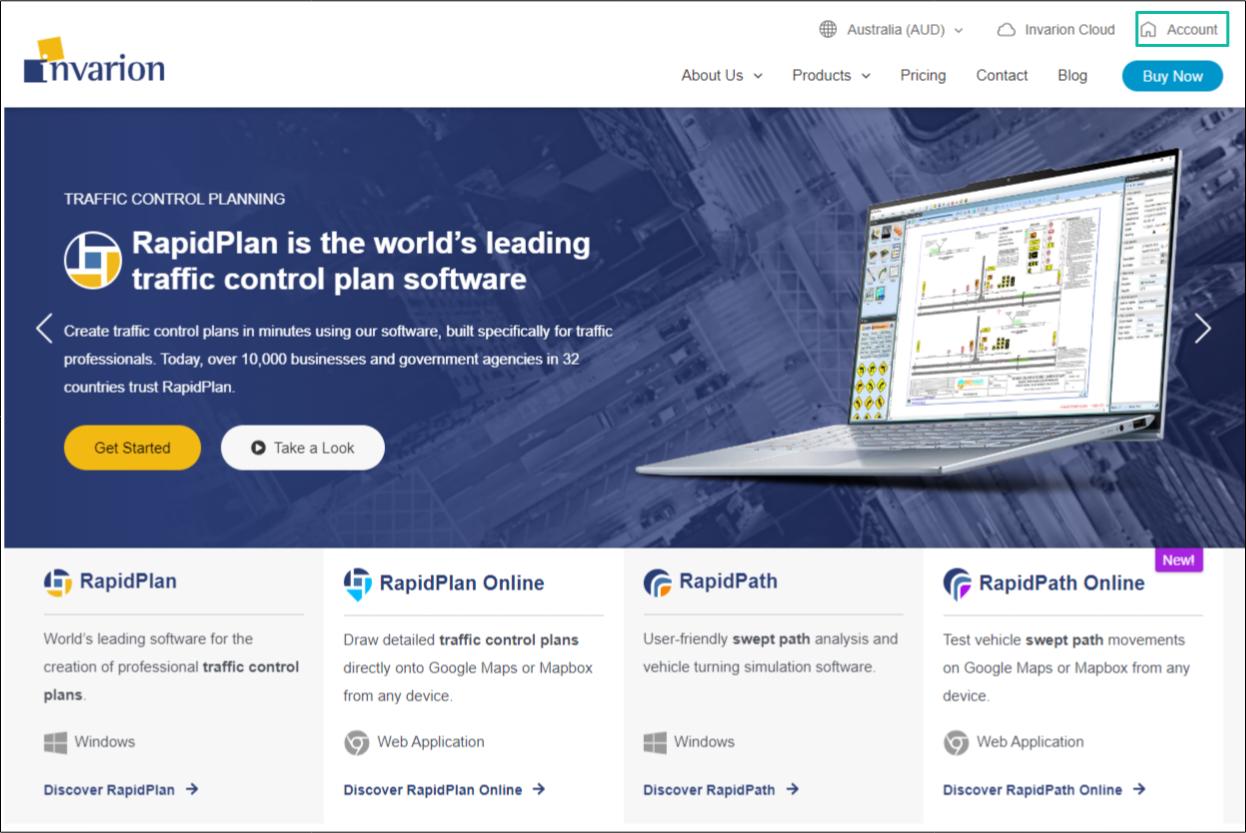 Australia (AUD)
Invarion Cloud
Account
invarion
About Us
Products
Pricing
Contact
Blog
Buy Now
TRAFFIC CONTROL PLANNING
RapidPlan is the world's leading
traffic control plan software
Create traffic control plans in minutes using our software, built specifically for traffic
professionals. Today, over 10,000 businesses and government agencies in 32
countries trust RapidPlan.
Get Started
Take a Look
New!
RapidPlan
World's leading software for the
creation of professional traffic control
plans.
Windows
Discover RapidPlan
RapidPlan Online
Draw detailed traffic control plans
directly onto Google Maps or Mapbox
from any device.
Web Application
Discover RapidPlan Online
RapidPath
User-friendly swept path analysis and
vehicle turning simulation software.
Windows
Discover RapidPath
RapidPath Online
Test vehicle swept path movements
on Google Maps or Mapbox from any
device.
Web Application
Discover RapidPath Online